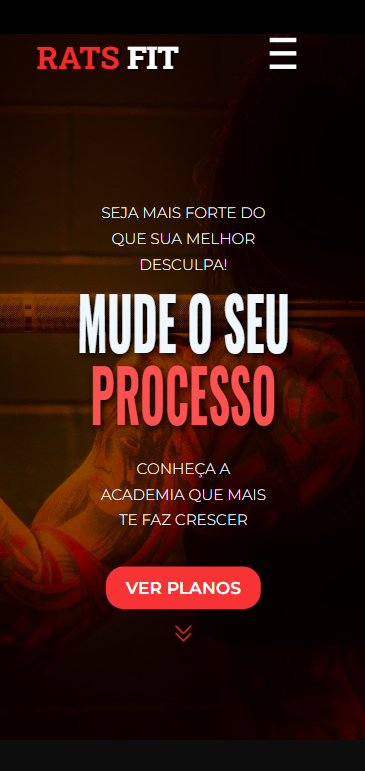 RATS FIT
SEJA MAIS FORTE DO
QUE SUA MELHOR
DESCULPA!
MUDE O SEU
PROCESSO
CONHEÇA A
ACADEMIA QUE MAIS
TE FAZ CRESCER
VER PLANOS